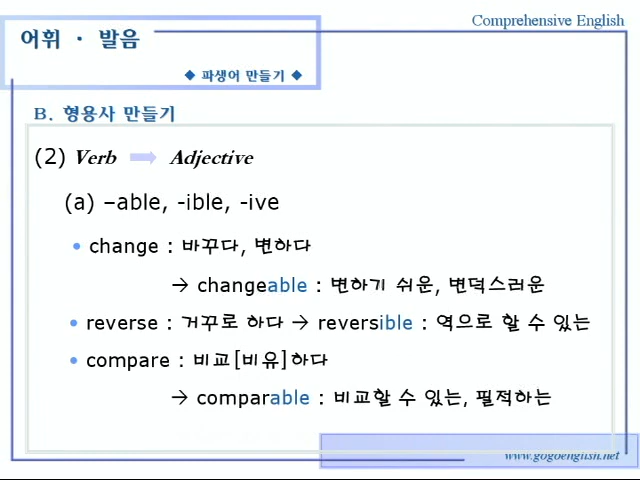 Comprehensive English
어휘 · 발음
◆ 파생어 만들기 ◆
B. 형용사 만들기
(2) Verb → Adjective
(a) –able, -ible, -ive
• change : 바꾸다, 변하다
→ changeable : 변하기 쉬운, 변덕스러운
• reverse : 거꾸로 하다 → reversible : 역으로 할 수 있는
• compare : 비교[비유]하다
→ comparable : 비교할 수 있는, 필적하는
www.gogoenglish.net